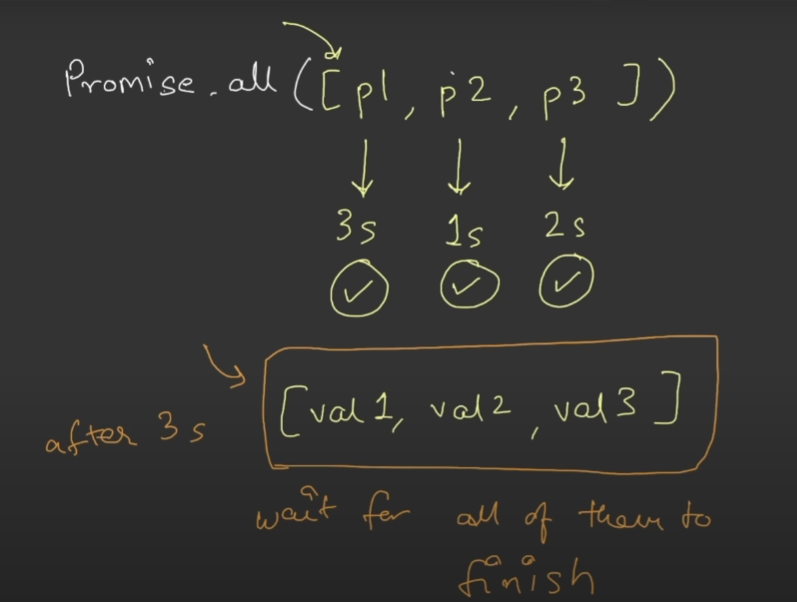 Promise.all([p1, p2, p3])
3s 1s 2s
after 3s [val 1, val 2, val 3]
wait for all of them to
finish